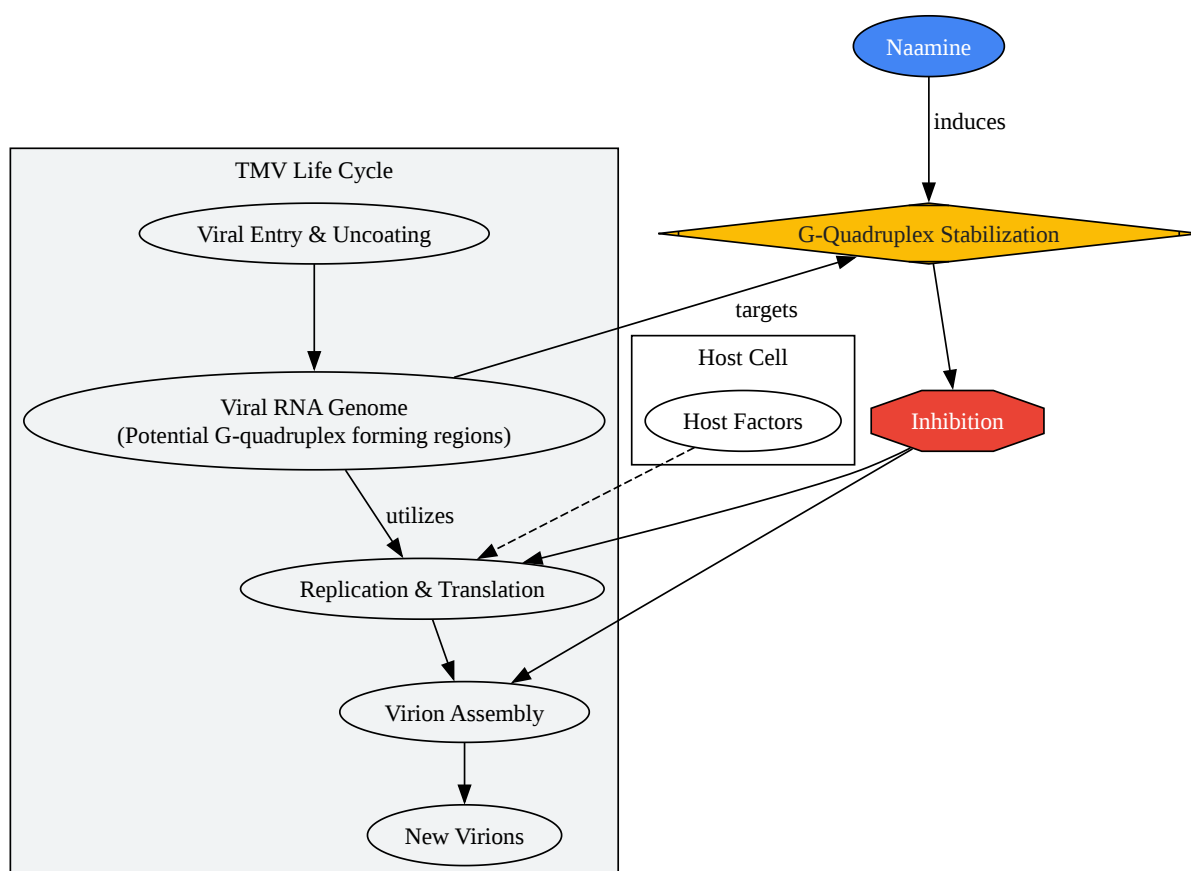 Naamine
induces
TMV Life Cycle
Viral Entry & Uncoating
G-Quadruplex Stabilization
targets
Host Cell
Viral RNA Genome
(Potential G-quadruplex forming regions)
Host Factors
Inhibition
utilizes
Replication & Translation
Virion Assembly
New Virions